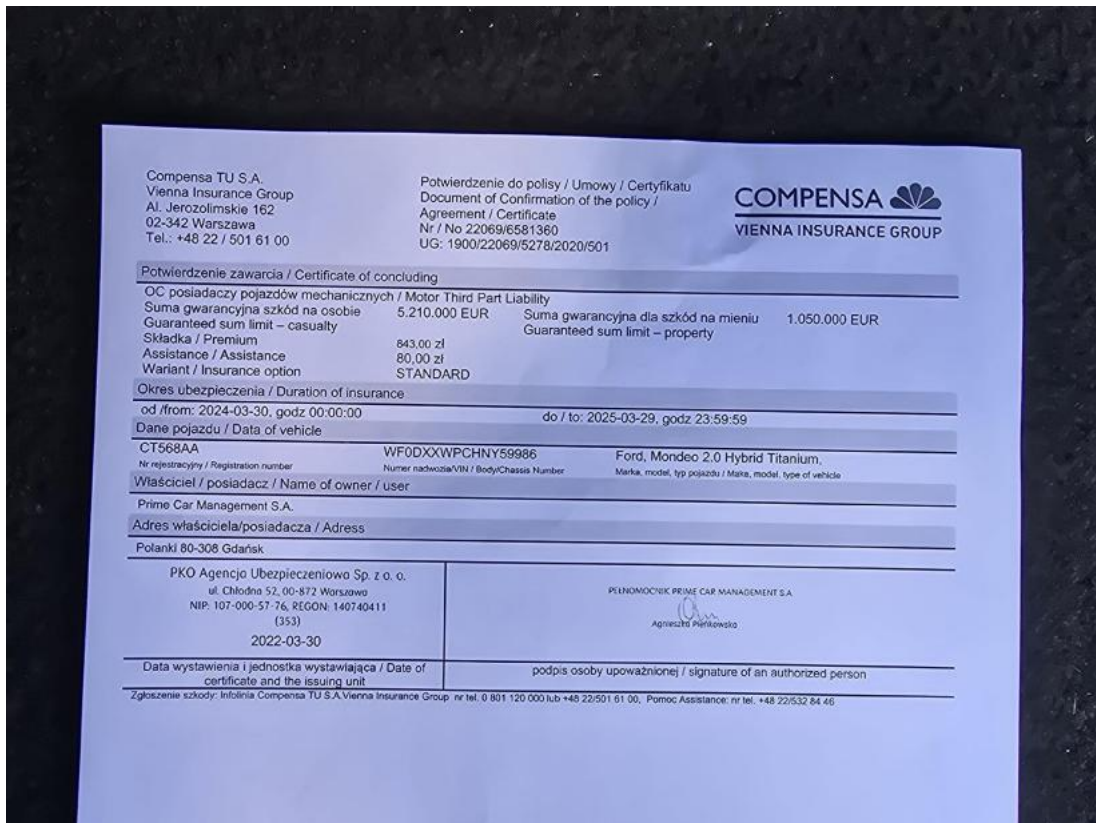 Compensa TU S.A.
Vienna Insurance Group
Al. Jerozolimskie 162
02-342 Warszawa
Tel.: +48 22 / 501 61 00
Potwierdzenie do polisy / Umowy / Certyfikatu
Document of Confirmation of the policy /
Agreement / Certificate
Nr / No 22069/6581360
UG: 1900/22069/5278/2020/501
COMPENSA
VIENNA INSURANCE GROUP
Potwierdzenie zawarcia / Certificate of concluding
OC posiadaczy pojazdów mechanicznych / Motor Third Part Liability
Suma gwarancyjna szkód na osobie 5.210.000 EUR Suma gwarancyjna dla szkód na mieniu 1.050.000 EUR
Guaranteed sum limit – casualty Guaranteed sum limit – property
Składka / Premium 843,00 zł
Assistance / Assistance 80,00 zł
Wariant / Insurance option STANDARD
Okres ubezpieczenia / Duration of insurance
od /from: 2024-03-30, godz 00:00:00 do / to: 2025-03-29, godz 23:59:59
Dane pojazdu / Data of vehicle
CT568AA WF0DXXWPCHNY59986 Ford, Mondeo 2.0 Hybrid Titanium,
Nr rejestracyjny / Registration number Numer nadwozia/VIN / Body/Chassis Number Marka, model, typ pojazdu / Make, model, type of vehicle
Właściciel / posiadacz / Name of owner / user
Prime Car Management S.A.
Adres właściciela/posiadacza / Adress
Polanki 80-308 Gdańsk
PKO Agencja Ubezpieczeniowa Sp. z o. o.
ul. Chłodna 52, 00-872 Warszawa
NIP: 107-000-57-76, REGON: 140740411
(353)
2022-03-30
PEŁNOMOCNIK PRIME CAR MANAGEMENT S.A.
Agnieszka Pieńkowska
Data wystawienia i jednostka wystawiająca / Date of
certificate and the issuing unit
podpis osoby upoważnionej / signature of an authorized person
Zgłoszenie szkody: Infolinia Compensa TU S.A.Vienna Insurance Group nr tel. 0 801 120 000 lub +48 22/501 61 00, Pomoc Assistance: nr tel. +48 22/532 84 46